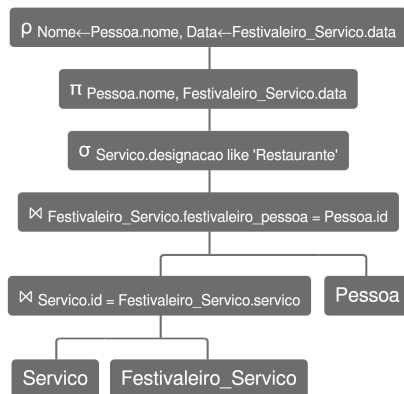 ρ Nome←Pessoa.nome, Data←Festivaleiro_Servico.data
π Pessoa.nome, Festivaleiro_Servico.data
σ Servico.designacao like 'Restaurante'
⋈ Festivaleiro_Servico.festivaleiro_pessoa = Pessoa.id
⋈ Servico.id = Festivaleiro_Servico.servico
Pessoa
Servico
Festivaleiro_Servico